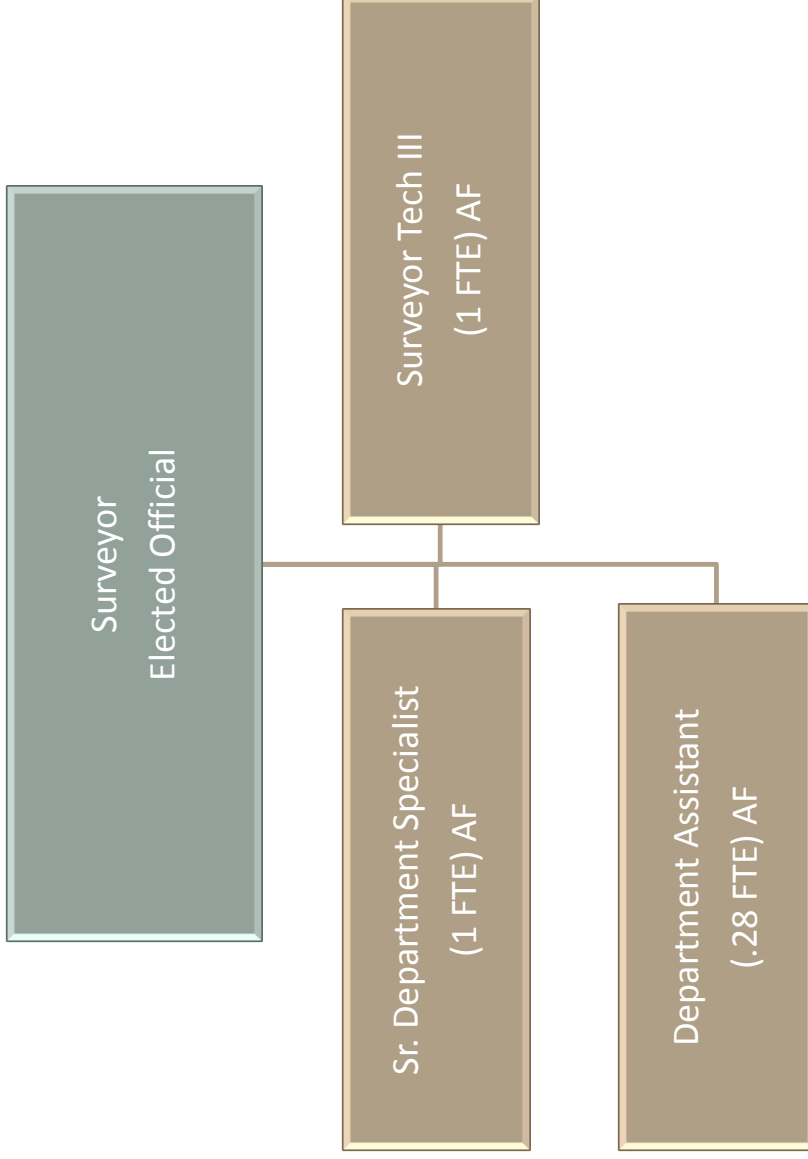 Surveyor
Elected Official
Sr. Department Specialist
(1 FTE) AF
Surveyor Tech III
(1 FTE) AF
Department Assistant
(.28 FTE) AF